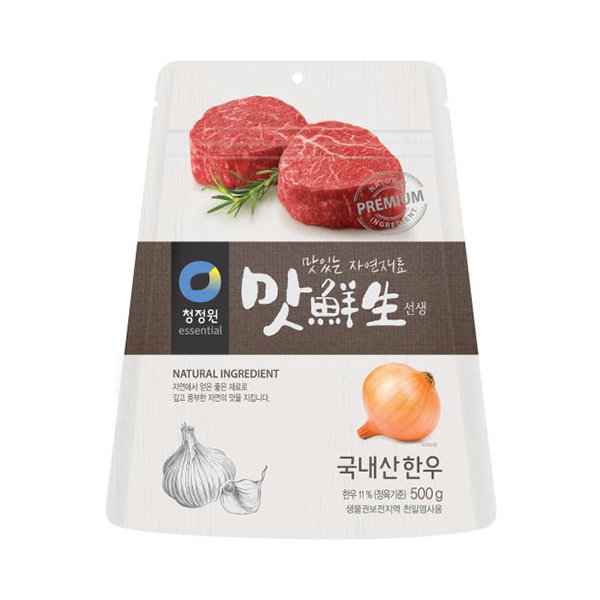 NATURAL
PREMIUM
INGREDIENT
맛있는 자연재료
청정원
essential
맛鮮生 선생
NATURAL INGREDIENT
자연에서 얻은 좋은 재료로
깊고 풍부한 자연의 맛을 지킵니다.
국내산 한우
한우 11% (정육기준) 500g
생물권보전지역 천일염사용